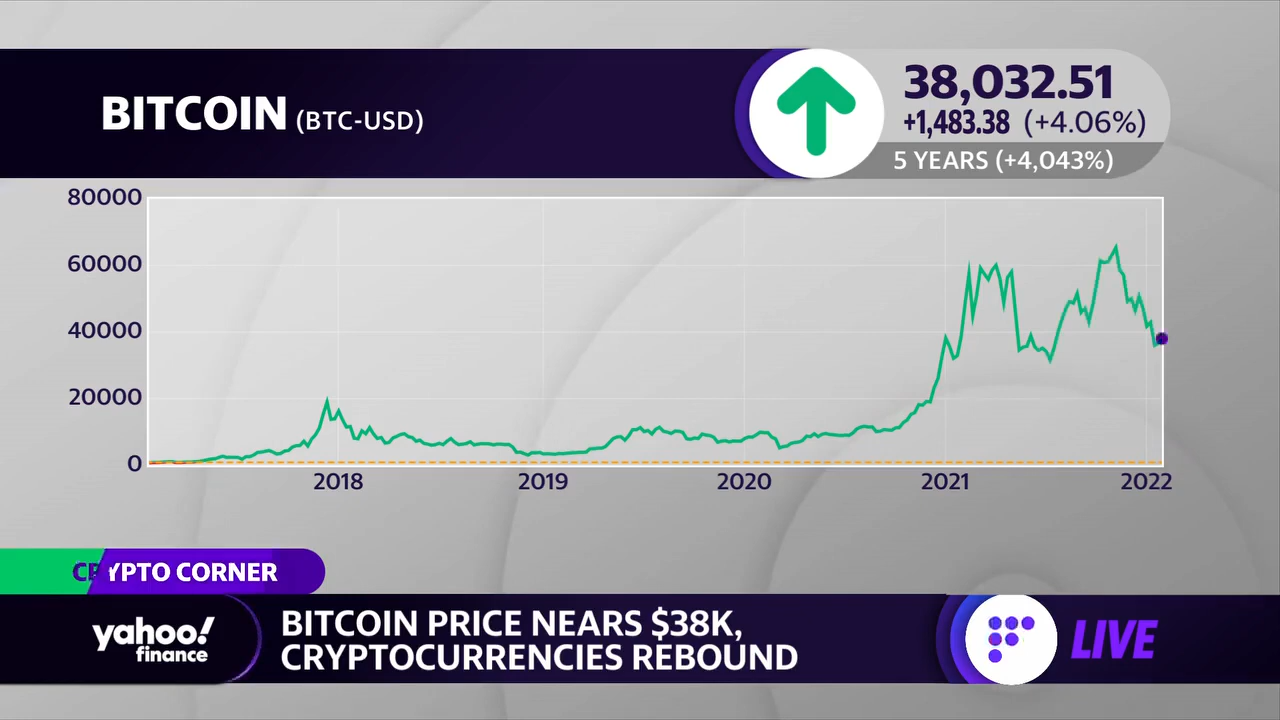 BITCOIN (BTC-USD)
38,032.51
+1,483.38 (+4.06%)
5 YEARS (+4,043%)
80000
60000
40000
20000
0
2018 2019 2020 2021 2022
CRYPTO CORNER
yahoo!
finance
BITCOIN PRICE NEARS $38K,
CRYPTOCURRENCIES REBOUND
LIVE